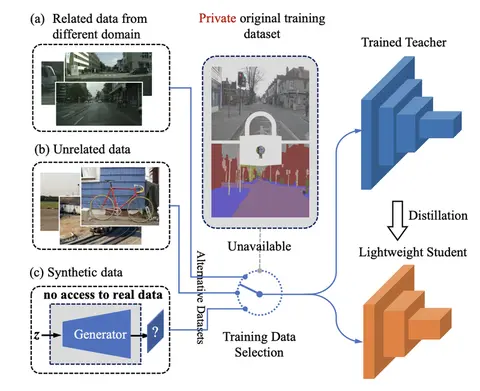 (a) Related data from
different domain
Private original training
dataset
Trained Teacher
(b) Unrelated data
Unavailable
Distillation
Lightweight Student
Alternative Datasets
(c) Synthetic data
no access to real data
z
Generator
?
Training Data
Selection